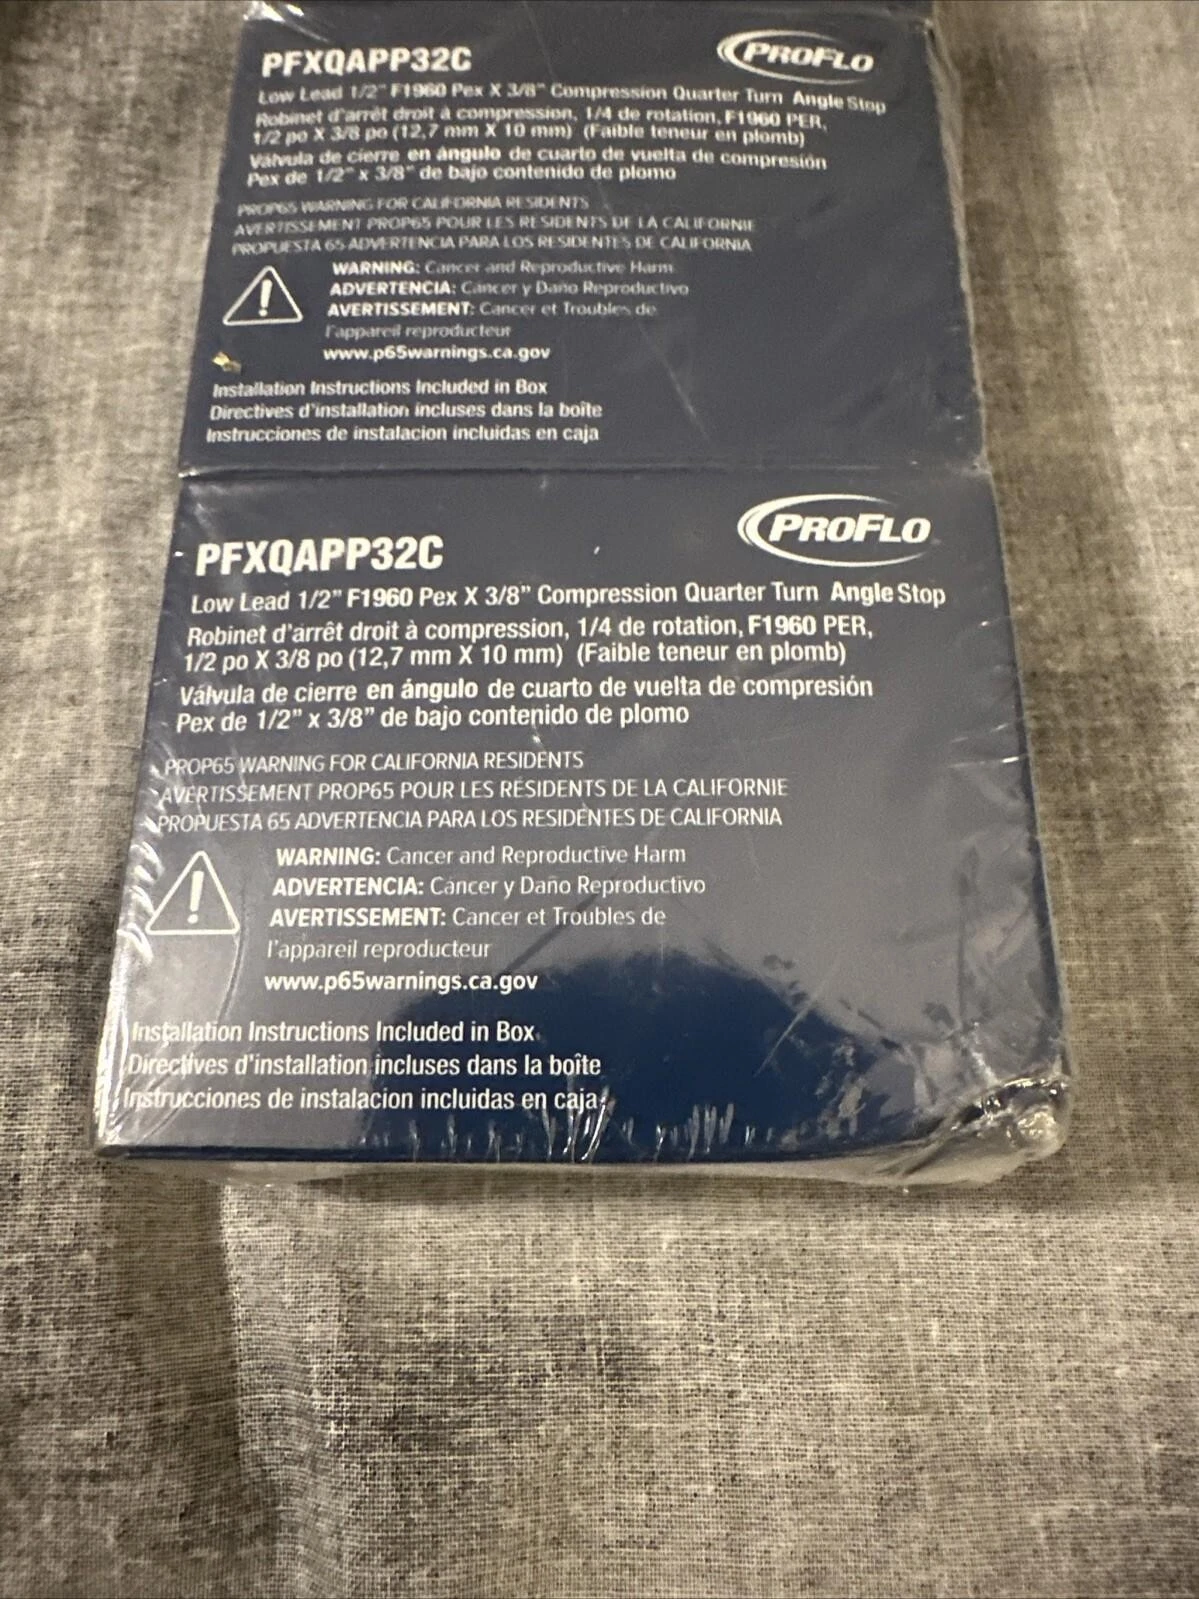 PFXQAPP32C
PROFLO
Low Lead 1/2" F1960 Pex X 3/8" Compression Quarter Turn Angle Stop
Robinet d'arrêt droit à compression, 1/4 de rotation, F1960 PER,
1/2 po X 3/8 po (12,7 mm X 10 mm) (Faible teneur en plomb)
Válvula de cierre en ángulo de cuarto de vuelta de compresión
Pex de 1/2" x 3/8" de bajo contenido de plomo
PROP65 WARNING FOR CALIFORNIA RESIDENTS
AVERTISSEMENT PROP65 POUR LES RESIDENTS DE LA CALIFORNIE
PROPUESTA 65 ADVERTENCIA PARA LOS RESIDENTES DE CALIFORNIA
WARNING: Cancer and Reproductive Harm
ADVERTENCIA: Cáncer y Daño Reproductivo
AVERTISSEMENT: Cancer et Troubles de
l'appareil reproducteur
www.p65warnings.ca.gov
Installation Instructions Included in Box
Directives d'installation incluses dans la boîte
Instrucciones de instalacion incluidas en caja
PFXQAPP32C
PROFLO
Low Lead 1/2" F1960 Pex X 3/8" Compression Quarter Turn Angle Stop
Robinet d'arrêt droit à compression, 1/4 de rotation, F1960 PER,
1/2 po X 3/8 po (12,7 mm X 10 mm) (Faible teneur en plomb)
Válvula de cierre en ángulo de cuarto de vuelta de compresión
Pex de 1/2" x 3/8" de bajo contenido de plomo
PROP65 WARNING FOR CALIFORNIA RESIDENTS
AVERTISSEMENT PROP65 POUR LES RÉSIDENTS DE LA CALIFORNIE
PROPUESTA 65 ADVERTENCIA PARA LOS RESIDENTES DE CALIFORNIA
WARNING: Cancer and Reproductive Harm
ADVERTENCIA: Cáncer y Daño Reproductivo
AVERTISSEMENT: Cancer et Troubles de
l'appareil reproducteur
www.p65warnings.ca.gov
Installation Instructions Included in Box
Directives d'installation incluses dans la boîte
Instrucciones de instalacion incluidas en caja